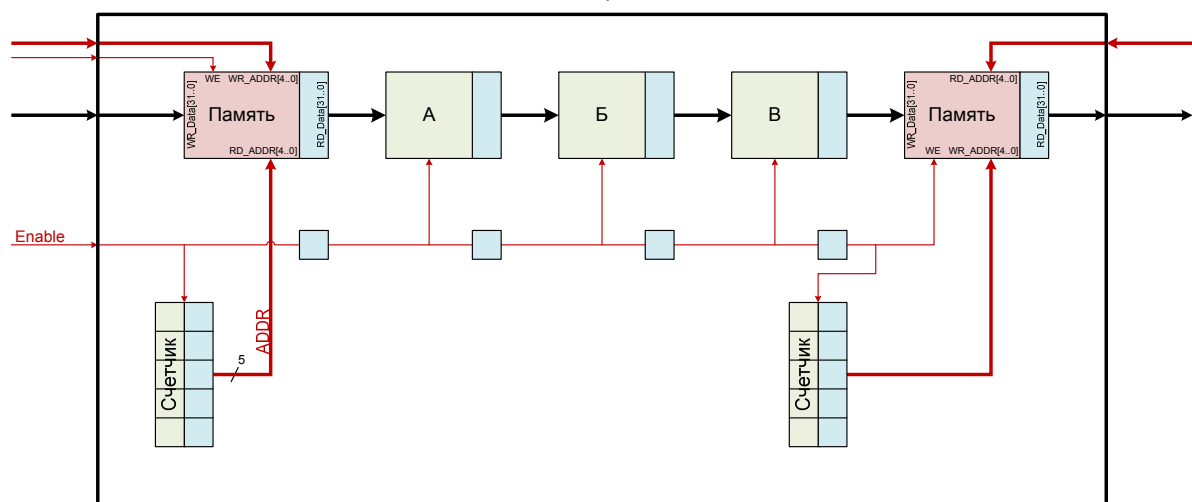 WE WR_ADDR[4..0]
WR_Data[31..0]
Память
RD_Data[31..0]
RD_ADDR[4..0]
А
Б
В
RD_ADDR[4..0]
WR_Data[31..0]
Память
RD_Data[31..0]
WE WR_ADDR[4..0]
Enable
Счетчик
5
ADDR
Счетчик